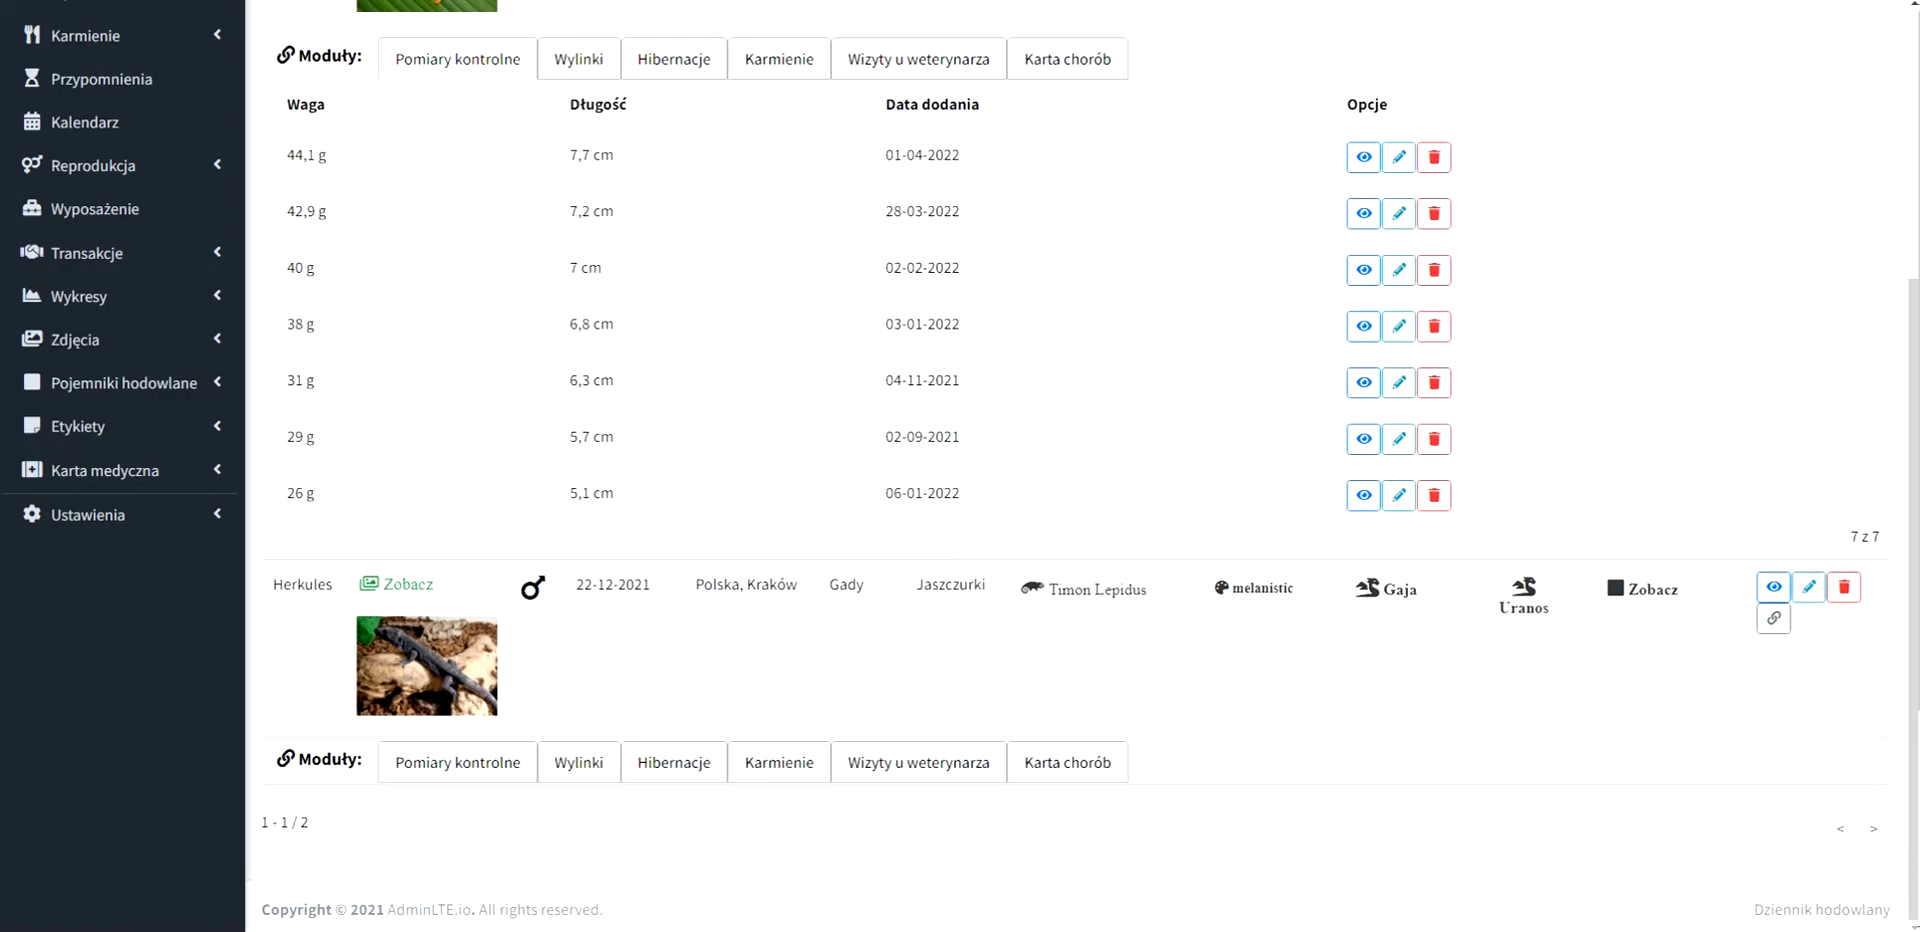 Karmienie
Przypomnienia
Kalendarz
Reprodukcja
Wyposażenie
Transakcje
Wykresy
Zdjęcia
Pojemniki hodowlane
Etykiety
Karta medyczna
Ustawienia
Moduły: Pomiary kontrolne Wylinki Hibernacje Karmienie Wizyty u weterynarza Karta chorób
Waga Długość Data dodania Opcje
44,1 g 7,7 cm 01-04-2022
42,9 g 7,2 cm 28-03-2022
40 g 7 cm 02-02-2022
38 g 6,8 cm 03-01-2022
31 g 6,3 cm 04-11-2021
29 g 5,7 cm 02-09-2021
26 g 5,1 cm 06-01-2022
7 z 7
Herkules Zobacz 22-12-2021 Polska, Kraków Gady Jaszczurki Timon Lepidus melanistic Gaja Uranos Zobacz
Moduły: Pomiary kontrolne Wylinki Hibernacje Karmienie Wizyty u weterynarza Karta chorób
1 - 1 / 2 < >
Copyright © 2021 AdminLTE.io. All rights reserved. Dziennik hodowlany